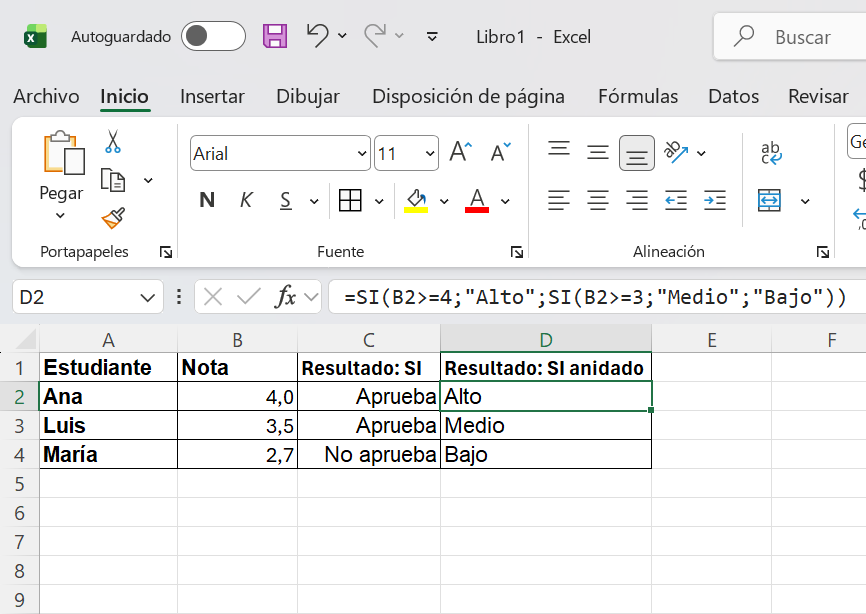 Autoguardado Libro1 - Excel Buscar
Archivo Inicio Insertar Dibujar Disposición de página Fórmulas Datos Revisar
Pegar Arial 11 A A ab c Ge
N K S A $
Portapapeles Fuente Alineación
D2 fx =SI(B2>=4;"Alto";SI(B2>=3;"Medio";"Bajo"))
A B C D E F
1 Estudiante Nota Resultado: SI Resultado: SI anidado
2 Ana 4,0 Aprueba Alto
3 Luis 3,5 Aprueba Medio
4 María 2,7 No aprueba Bajo
5
6
7
8
9